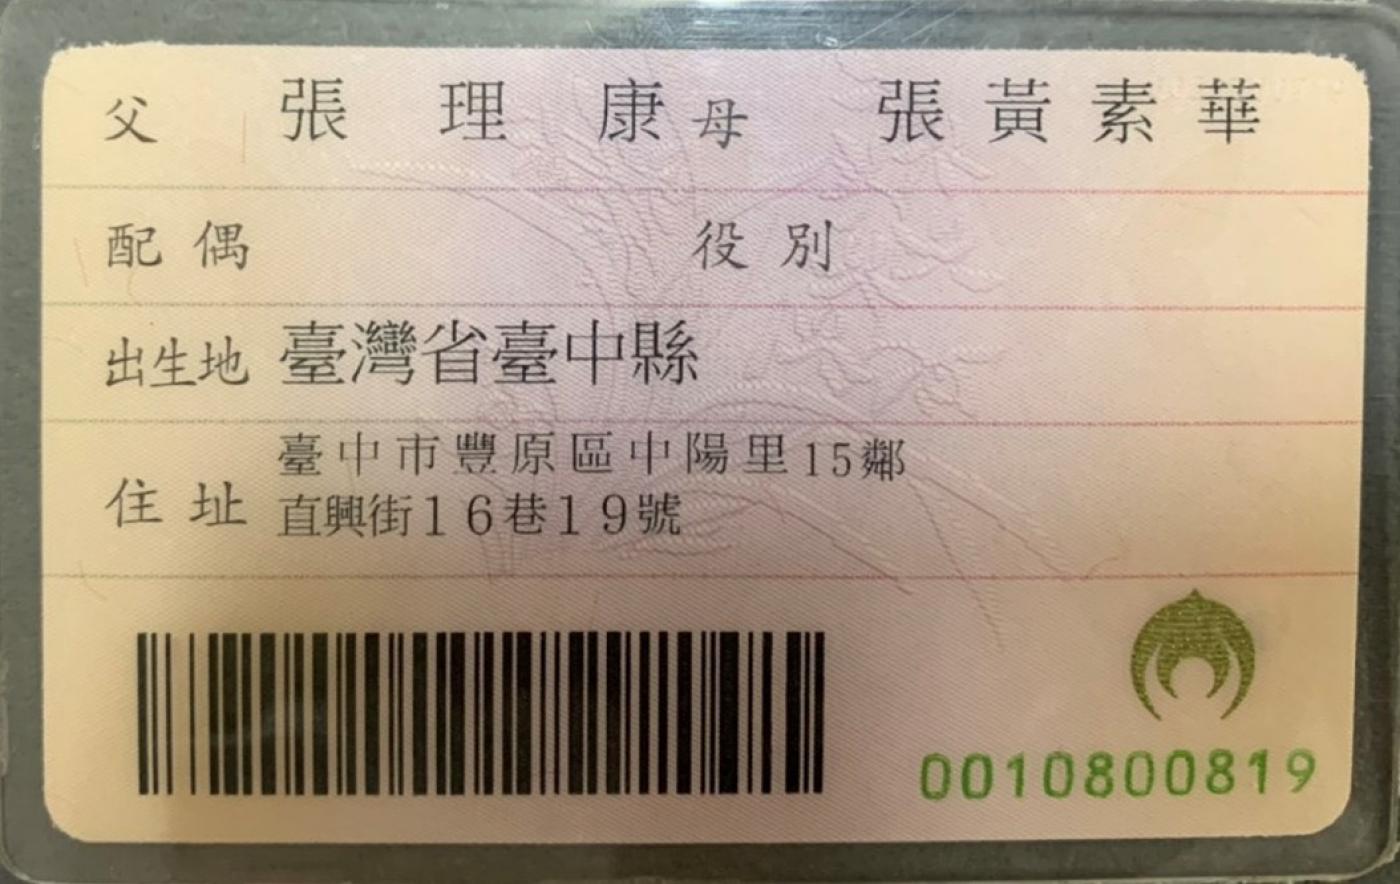 父 張理康 母 張黃素華
配偶 役別
出生地 臺灣省臺中縣
住址 臺中市豐原區中陽里15鄰
直興街16巷19號
0010800819